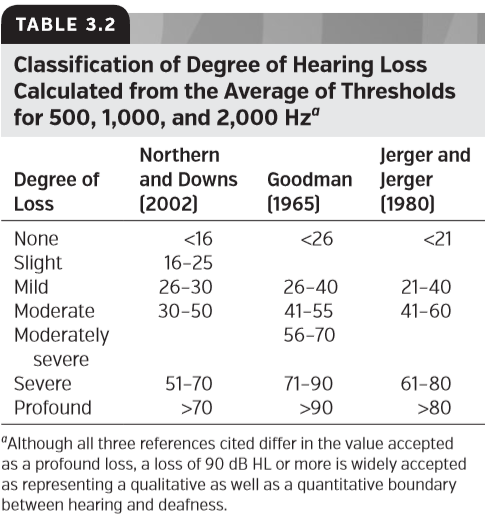 TABLE 3.2
Classification of Degree of Hearing Loss
Calculated from the Average of Thresholds
for 500, 1,000, and 2,000 Hzᵃ
Northern Jerger and
Degree of and Downs Goodman Jerger
Loss (2002) (1965) (1980)
None <16 <26 <21
Slight 16–25
Mild 26–30 26–40 21–40
Moderate 30–50 41–55 41–60
Moderately 56–70
severe
Severe 51–70 71–90 61–80
Profound >70 >90 >80
ᵃAlthough all three references cited differ in the value accepted
as a profound loss, a loss of 90 dB HL or more is widely accepted
as representing a qualitative as well as a quantitative boundary
between hearing and deafness.